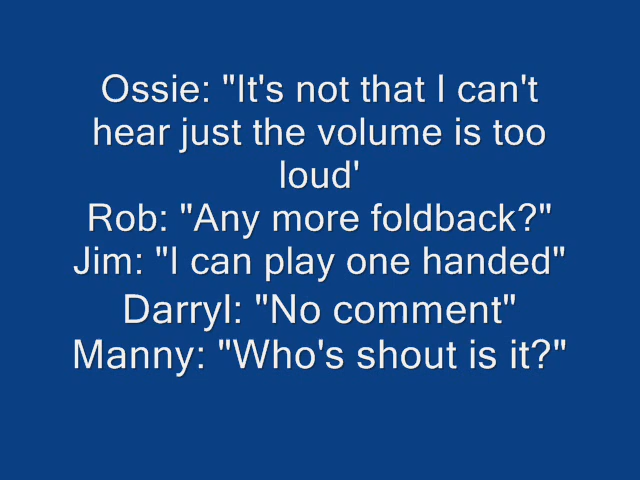 Ossie: "It's not that I can't
hear just the volume is too
loud'
Rob: "Any more foldback?"
Jim: "I can play one handed"
Darryl: "No comment"
Manny: "Who's shout is it?"